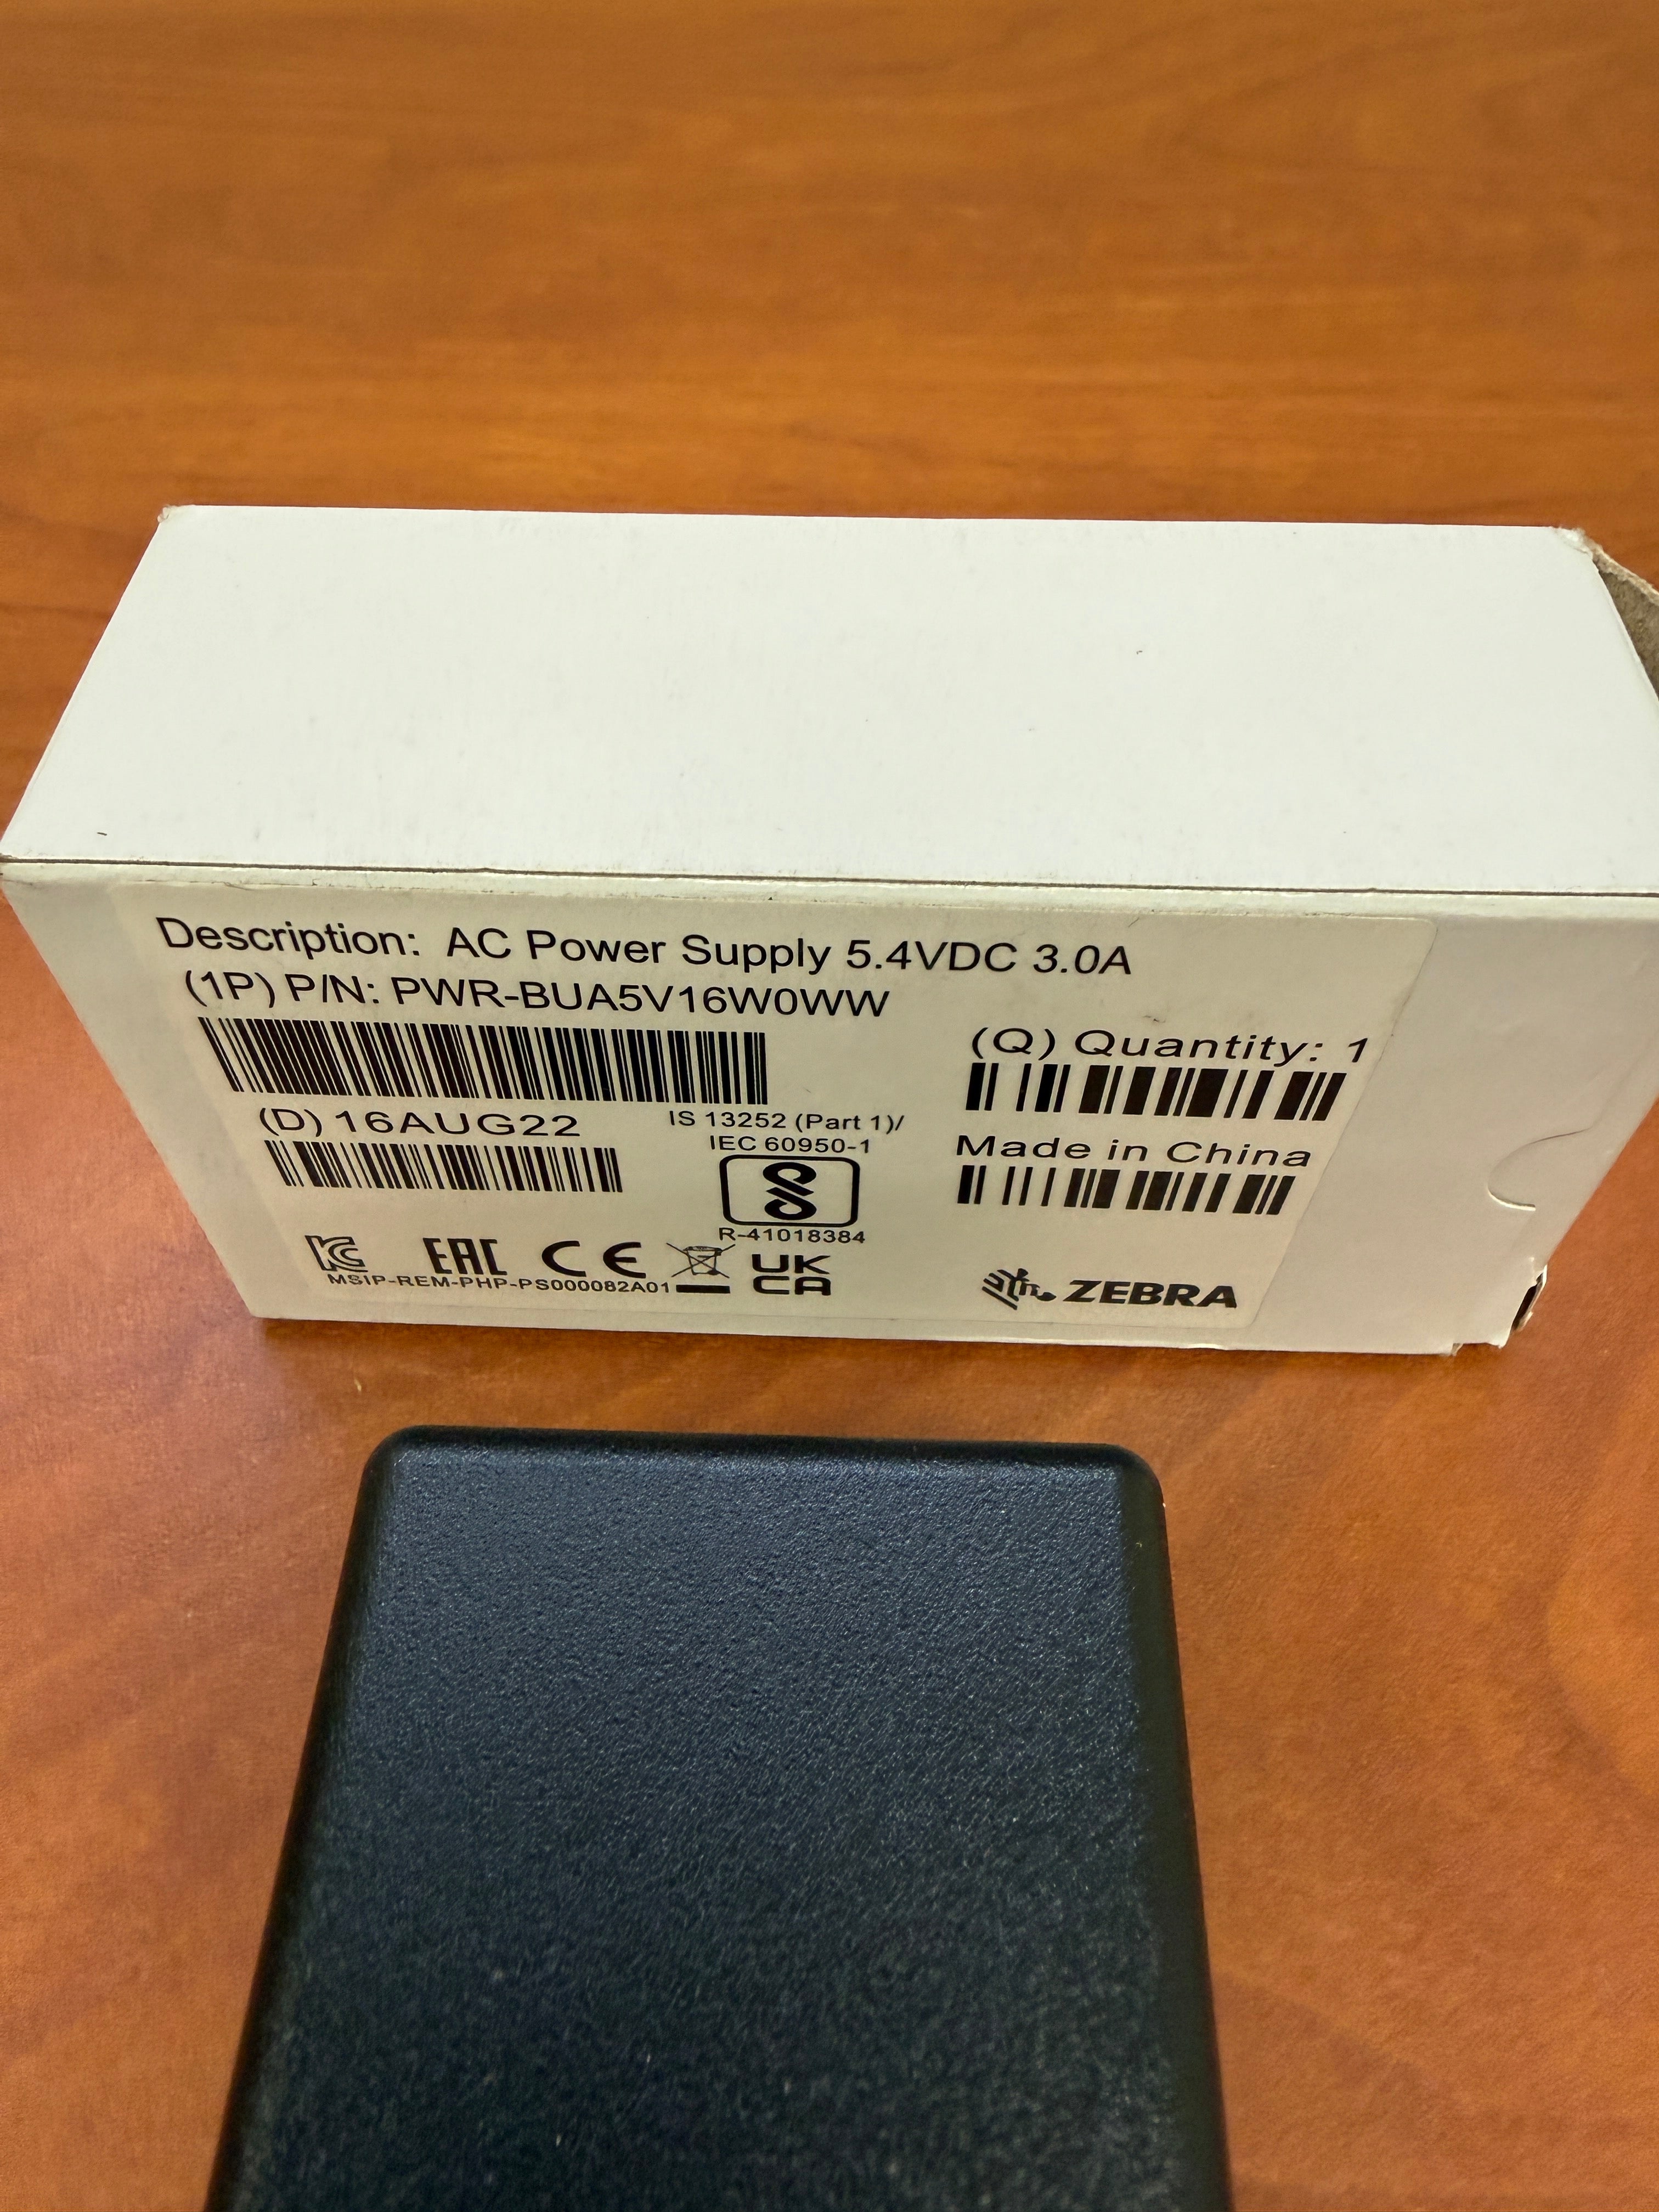 Description: AC Power Supply 5.4VDC 3.0A
(1P) P/N: PWR-BUA5V16W0WW
(Q) Quantity: 1
(D) 16AUG22
IS 13252 (Part 1)/
IEC 60950-1
Made in China
R-41018384
KC EAC CE UK
CA
MSIP-REM-PHP-PS000082A01
ZEBRA